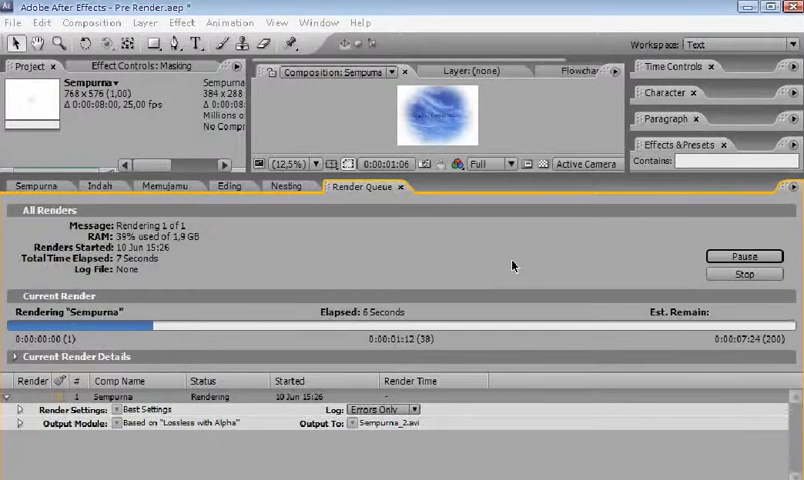 Adobe After Effects - Pre Render.aep *
File Edit Composition Layer Effect Animation View Window Help
Workspace: Text
Project × Effect Controls: Masking
Composition: Sempurna × Layer: (none) Flowchar
Time Controls ×
Sempurna▾ Sempurna
768 x 576 (1,00) 384 x 288
Δ 0:00:08:00, 25,00 fps Δ 0:00:08:
Millions o
No Compr
Character ×
Paragraph ×
Effects & Presets ×
Contains:
(12,5%) 0:00:01:06 Full Active Camera
Sempurna Indah Memujamu Eding Nesting Render Queue ×
All Renders
Message: Rendering 1 of 1
RAM: 39% used of 1,9 GB
Renders Started: 10 Jun 15:26
Total Time Elapsed: 7 Seconds
Log File: None
Pause
Stop
Current Render
Rendering "Sempurna" Elapsed: 6 Seconds Est. Remain:
0:00:00:00 (1) 0:00:01:12 (38) 0:00:07:24 (200)
Current Render Details
Render # Comp Name Status Started Render Time
1 Sempurna Rendering 10 Jun 15:26 -
Render Settings: Best Settings Log: Errors Only
Output Module: Based on "Lossless with Alpha" Output To: Sempurna_2.avi